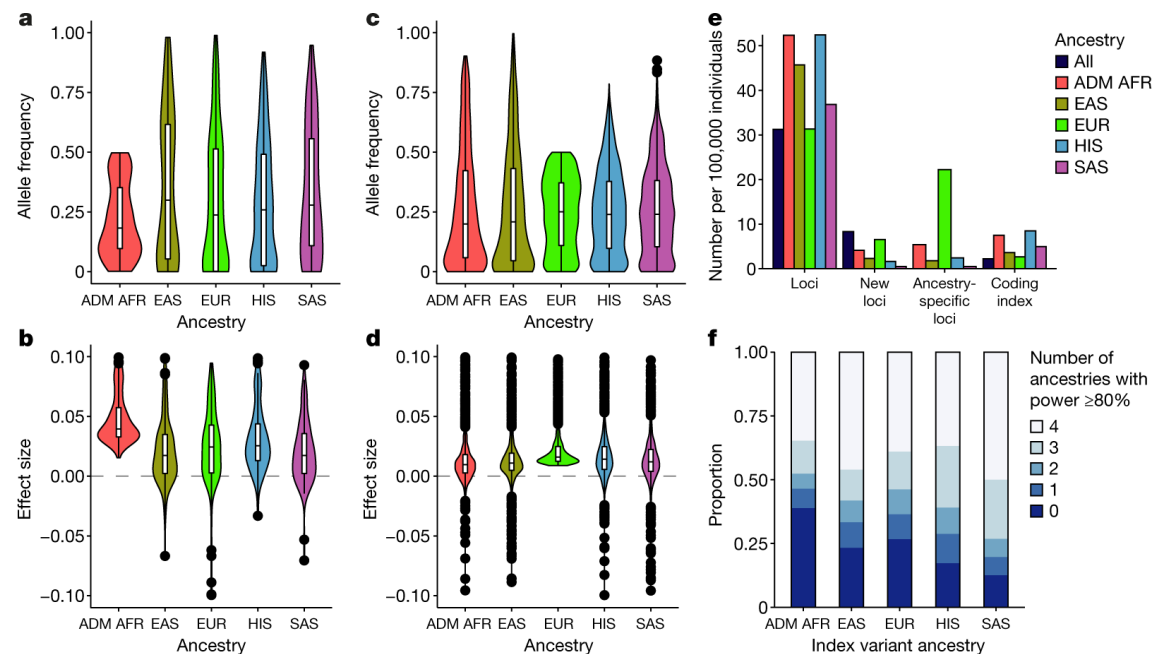 a
1.00
0.75
0.50
0.25
0
Allele frequency
ADM AFR EAS EUR HIS SAS
Ancestry
c
1.00
0.75
0.50
0.25
0
Allele frequency
ADM AFR EAS EUR HIS SAS
Ancestry
e
50
40
30
20
10
0
Number per 100,000 individuals
Loci
New
loci
Ancestry-
specific
loci
Coding
index
Ancestry
All
ADM AFR
EAS
EUR
HIS
SAS
b
0.10
0.05
0.00
−0.05
−0.10
Effect size
ADM AFR EAS EUR HIS SAS
Ancestry
d
0.10
0.05
0.00
−0.05
−0.10
Effect size
ADM AFR EAS EUR HIS SAS
Ancestry
f
1.00
0.75
0.50
0.25
0
Proportion
ADM AFR EAS EUR HIS SAS
Index variant ancestry
Number of
ancestries with
power ≥80%
4
3
2
1
0